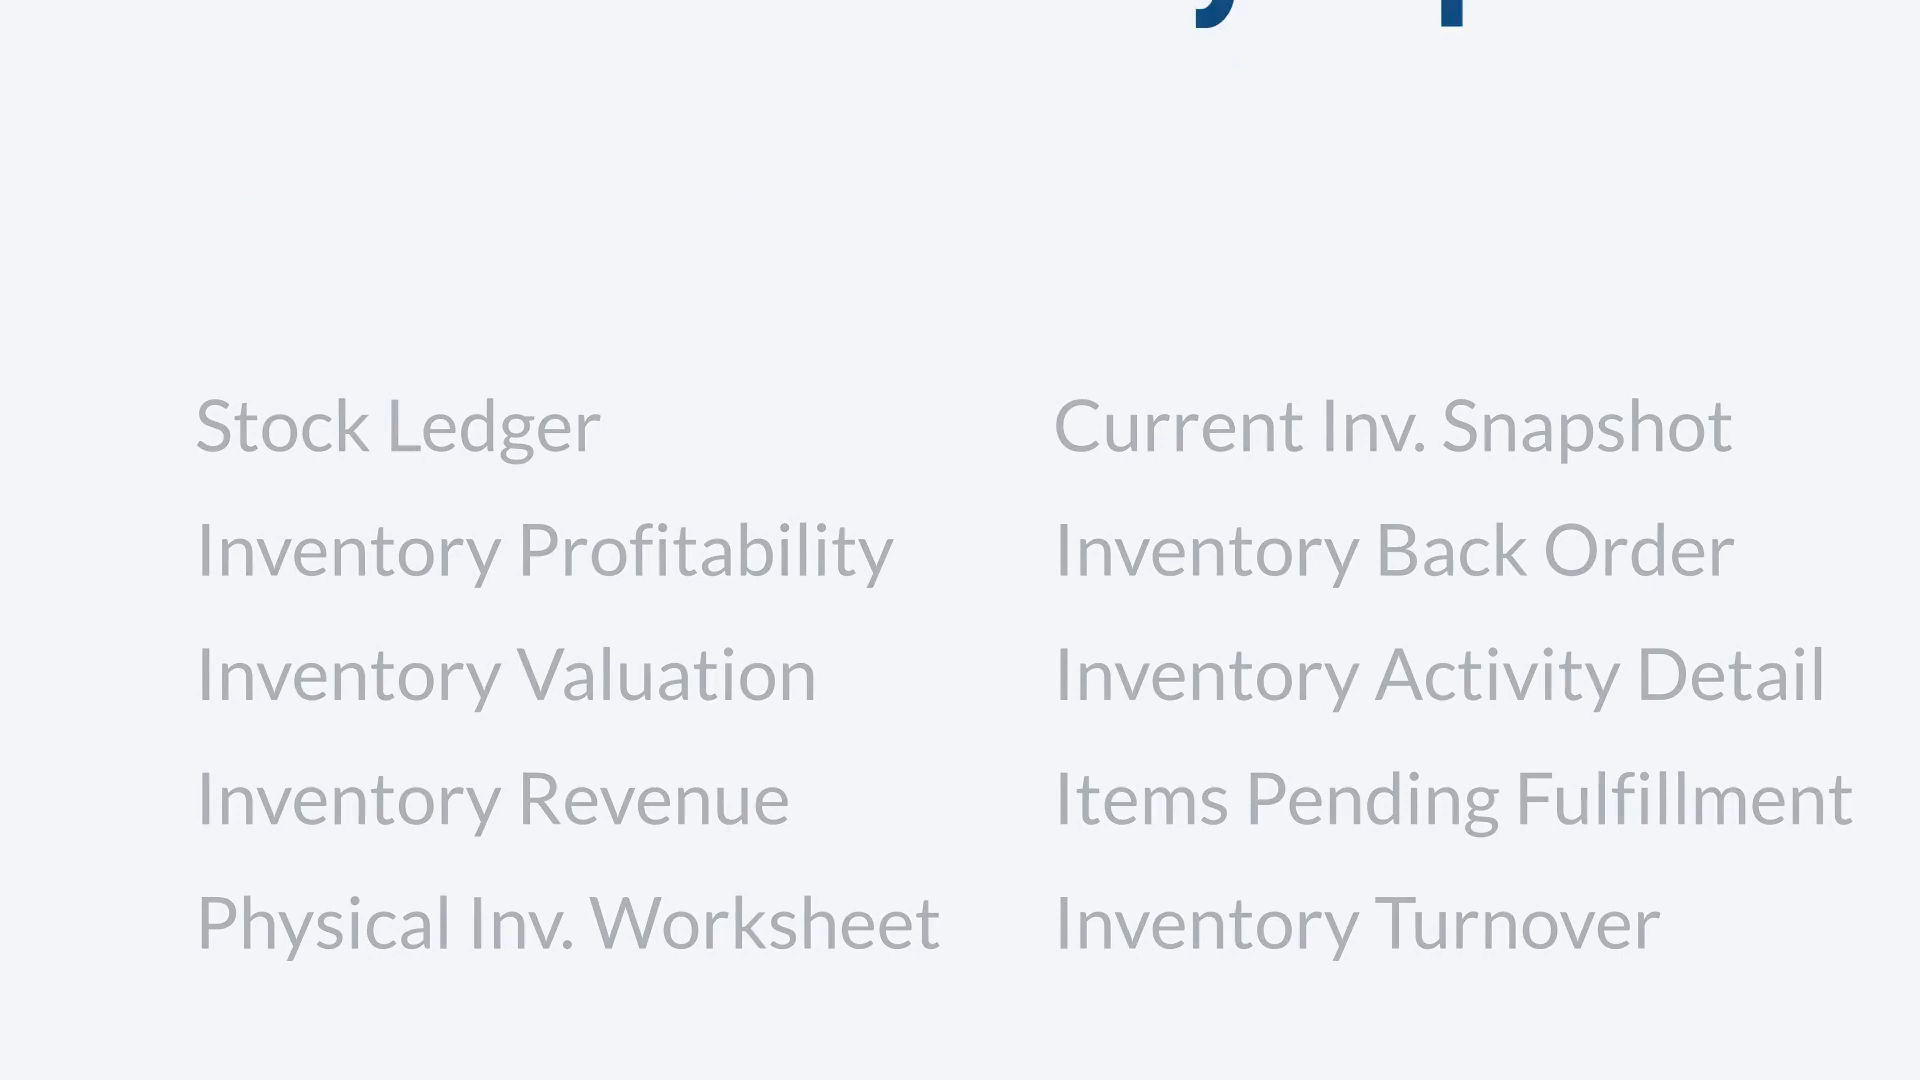 Stock Ledger
Inventory Profitability
Inventory Valuation
Inventory Revenue
Physical Inv. Worksheet
Current Inv. Snapshot
Inventory Back Order
Inventory Activity Detail
Items Pending Fulfillment
Inventory Turnover